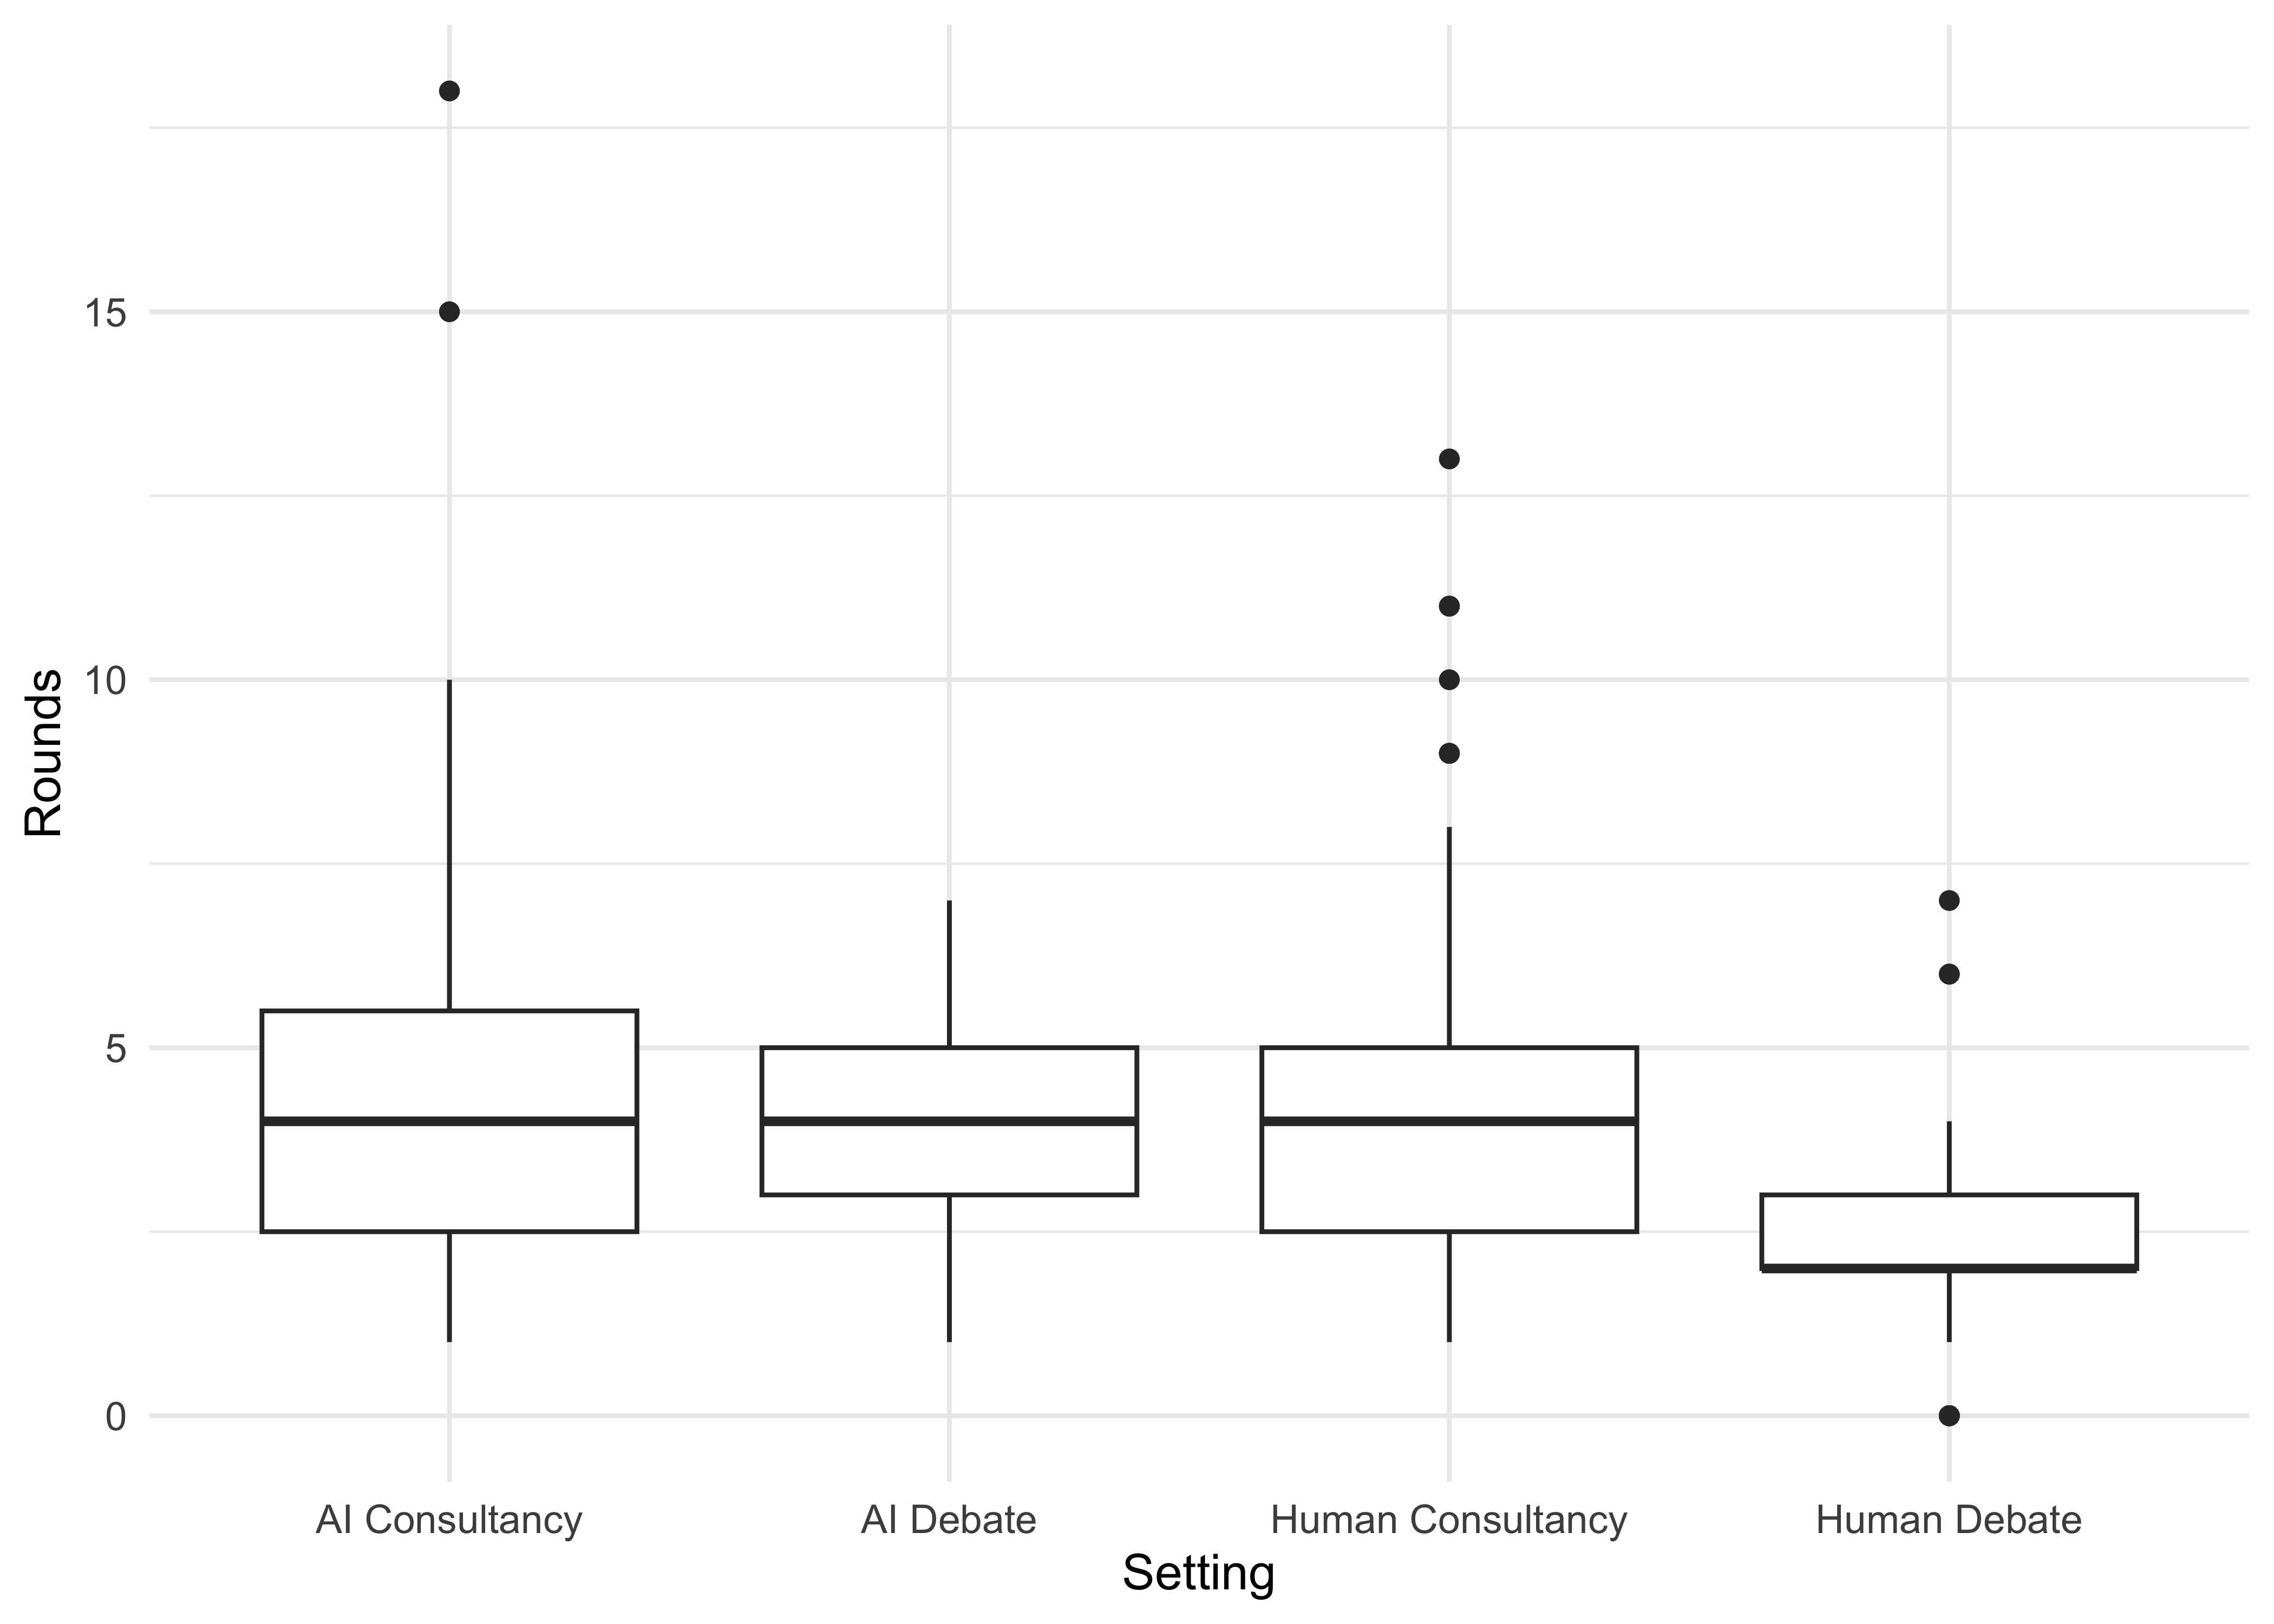 Rounds
15
10
5
0
AI Consultancy
AI Debate
Human Consultancy
Human Debate
Setting